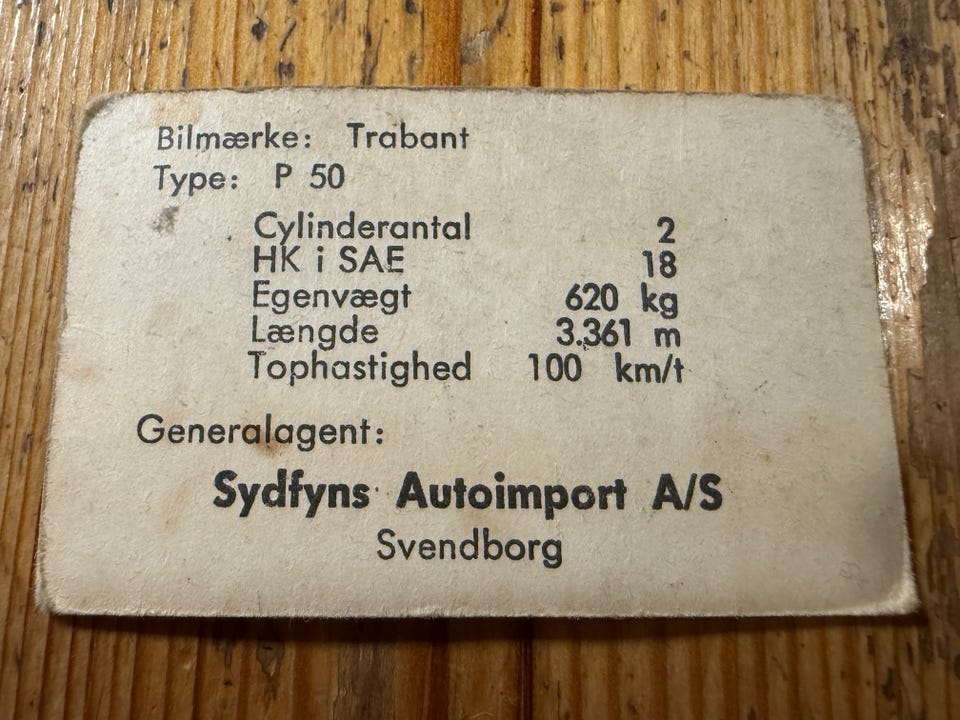 Bilmærke: Trabant
Type: P 50
Cylinderantal 2
HK i SAE 18
Egenvægt 620 kg
Længde 3.361 m
Tophastighed 100 km/t
Generalagent:
Sydfyns Autoimport A/S
Svendborg